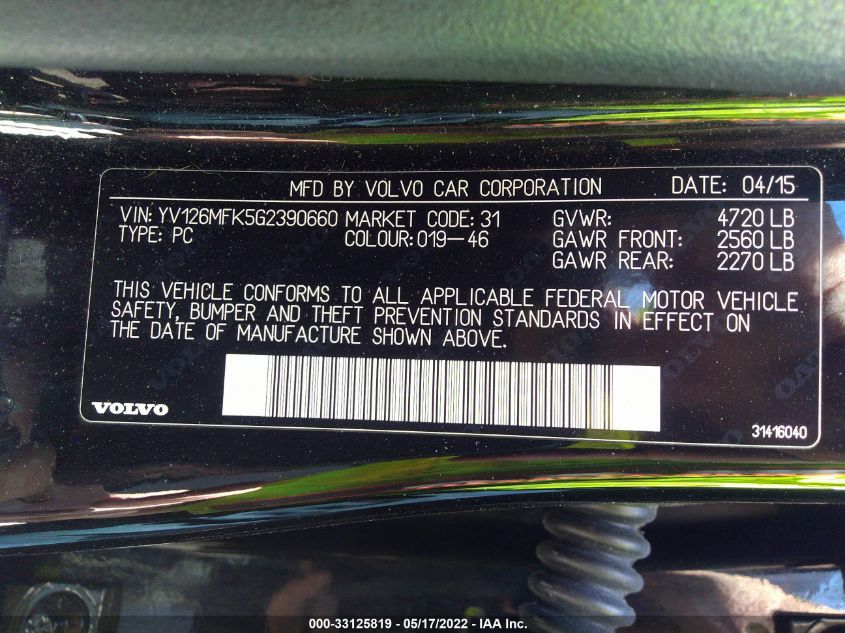 MFD BY VOLVO CAR CORPORATION DATE: 04/15
VIN: YV126MFK5G2390660 MARKET CODE: 31 GVWR: 4720 LB
TYPE: PC COLOUR: 019-46 GAWR FRONT: 2560 LB
GAWR REAR: 2270 LB
THIS VEHICLE CONFORMS TO ALL APPLICABLE FEDERAL MOTOR VEHICLE
SAFETY, BUMPER AND THEFT PREVENTION STANDARDS IN EFFECT ON
THE DATE OF MANUFACTURE SHOWN ABOVE.
VOLVO
31416040
000-33125819 - 05/17/2022 - IAA Inc.